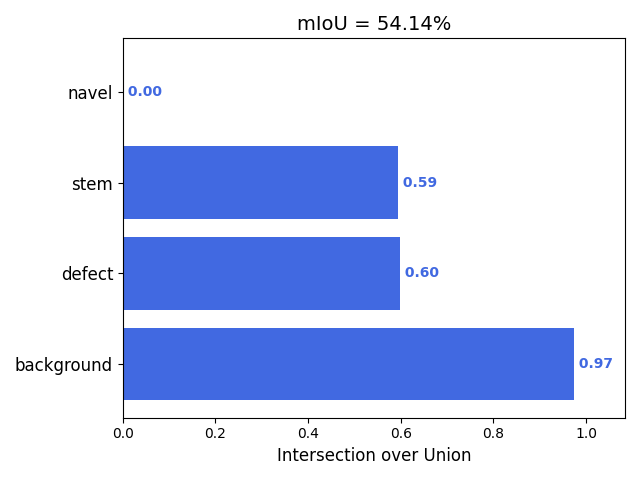 mIoU = 54.14%
navel
0.00
stem
0.59
defect
0.60
background
0.97
0.0 0.2 0.4 0.6 0.8 1.0
Intersection over Union